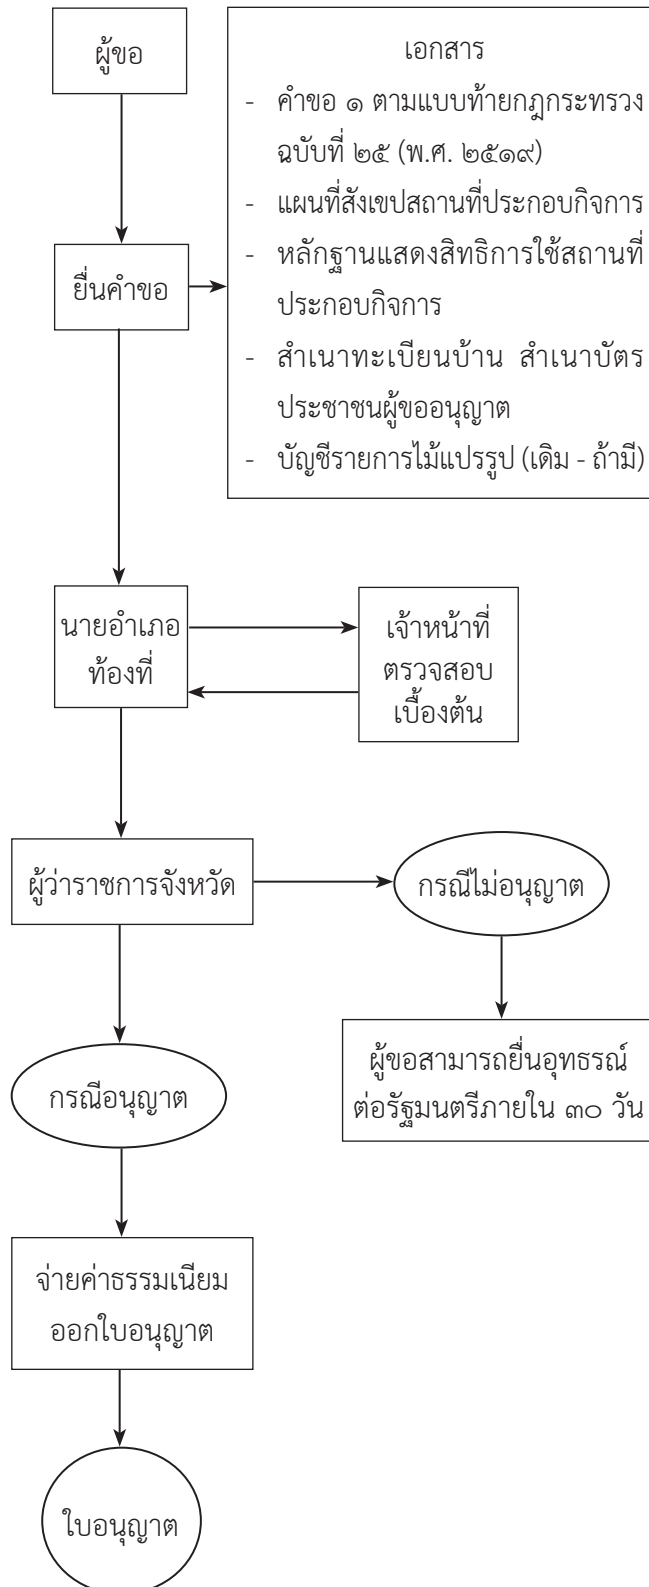 ผู้ขอ
เอกสาร
- คำขอ ๑ ตามแบบท้ายกฎกระทรวง
ฉบับที่ ๒๕ (พ.ศ. ๒๕๑๙)
- แผนที่สังเขปสถานที่ประกอบกิจการ
- หลักฐานแสดงสิทธิการใช้สถานที่
ประกอบกิจการ
- สำเนาทะเบียนบ้าน สำเนาบัตร
ประชาชนผู้ขออนุญาต
- บัญชีรายการไม้แปรรูป (เดิม - ถ้ามี)
ยื่นคำขอ
นายอำเภอ
ท้องที่
เจ้าหน้าที่
ตรวจสอบ
เบื้องต้น
ผู้ว่าราชการจังหวัด
กรณีไม่อนุญาต
ผู้ขอสามารถยื่นอุทธรณ์
ต่อรัฐมนตรีภายใน ๓๐ วัน
กรณีอนุญาต
จ่ายค่าธรรมเนียม
ออกใบอนุญาต
ใบอนุญาต